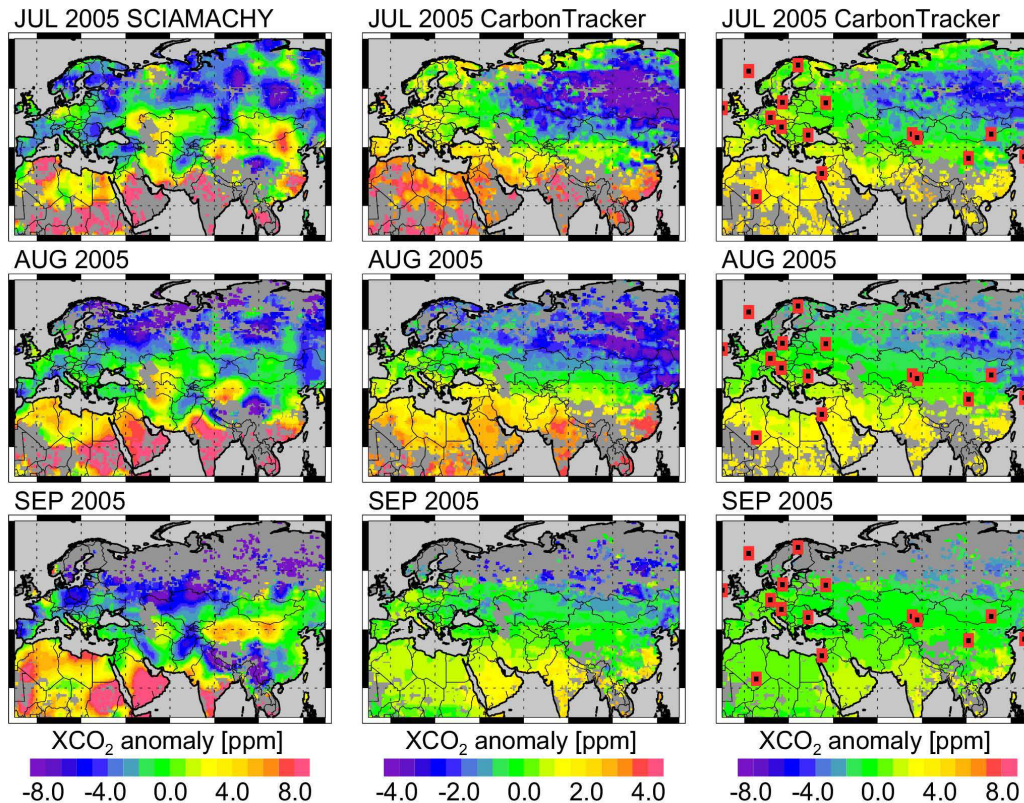 JUL 2005 SCIAMACHY
JUL 2005 CarbonTracker
JUL 2005 CarbonTracker
AUG 2005
AUG 2005
AUG 2005
SEP 2005
SEP 2005
SEP 2005
XCO₂ anomaly [ppm]
XCO₂ anomaly [ppm]
XCO₂ anomaly [ppm]
-8.0 -4.0 0.0 4.0 8.0
-4.0 -2.0 0.0 2.0 4.0
-8.0 -4.0 0.0 4.0 8.0